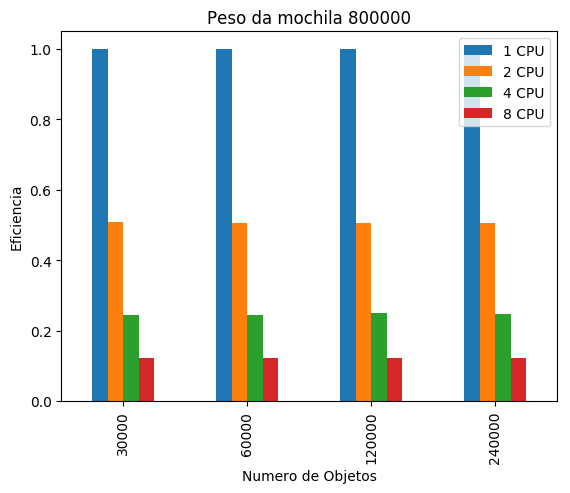 Peso da mochila 800000
1.0
0.8
0.6
0.4
0.2
0.0
Eficiencia
1 CPU
2 CPU
4 CPU
8 CPU
30000
60000
120000
240000
Numero de Objetos